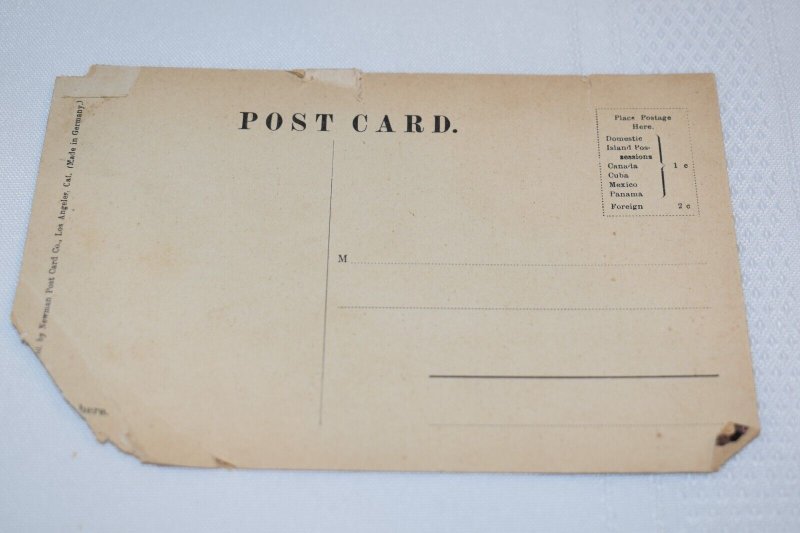 POST CARD.
Place Postage
Here.
Domestic
Island Pos-
sessions
Canada
Cuba
Mexico
Panama
1 c
Foreign 2 c
M
by Newman Post Card Co., Los Angeles, Cal. (Made in Germany.)
here.